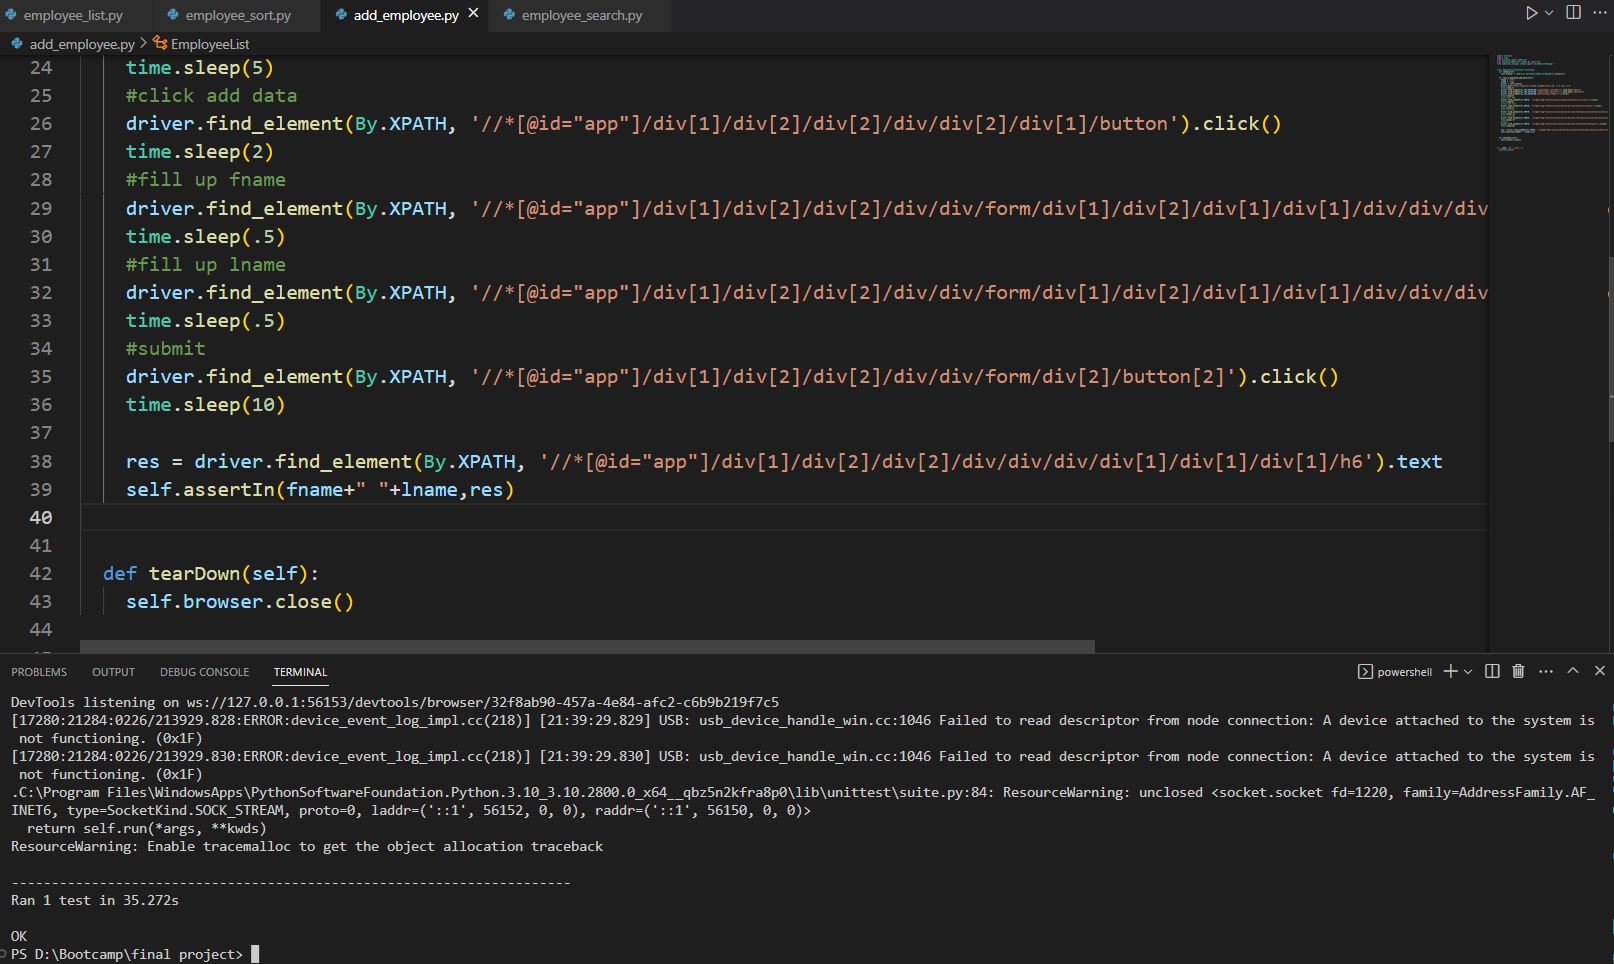 employee_list.py employee_sort.py add_employee.py employee_search.py
add_employee.py > EmployeeList
24 time.sleep(5)
25 #click add data
26 driver.find_element(By.XPATH, '//*[@id="app"]/div[1]/div[2]/div[2]/div/div[2]/div[1]/button').click()
27 time.sleep(2)
28 #fill up fname
29 driver.find_element(By.XPATH, '//*[@id="app"]/div[1]/div[2]/div[2]/div/div/form/div[1]/div[2]/div[1]/div[1]/div/div/div
30 time.sleep(.5)
31 #fill up lname
32 driver.find_element(By.XPATH, '//*[@id="app"]/div[1]/div[2]/div[2]/div/div/form/div[1]/div[2]/div[1]/div[1]/div/div/div
33 time.sleep(.5)
34 #submit
35 driver.find_element(By.XPATH, '//*[@id="app"]/div[1]/div[2]/div[2]/div/div/form/div[2]/button[2]').click()
36 time.sleep(10)
37
38 res = driver.find_element(By.XPATH, '//*[@id="app"]/div[1]/div[2]/div[2]/div/div/div/div[1]/div[1]/div[1]/h6').text
39 self.assertIn(fname+" "+lname,res)
40
41
42 def tearDown(self):
43 self.browser.close()
44
PROBLEMS OUTPUT DEBUG CONSOLE TERMINAL powershell
DevTools listening on ws://127.0.0.1:56153/devtools/browser/32f8ab90-457a-4e84-afc2-c6b9b219f7c5
[17280:21284:0226/213929.828:ERROR:device_event_log_impl.cc(218)] [21:39:29.829] USB: usb_device_handle_win.cc:1046 Failed to read descriptor from node connection: A device attached to the system is
not functioning. (0x1F)
[17280:21284:0226/213929.830:ERROR:device_event_log_impl.cc(218)] [21:39:29.830] USB: usb_device_handle_win.cc:1046 Failed to read descriptor from node connection: A device attached to the system is
not functioning. (0x1F)
.C:\Program Files\WindowsApps\PythonSoftwareFoundation.Python.3.10_3.10.2800.0_x64__qbz5n2kfra8p0\lib\unittest\suite.py:84: ResourceWarning: unclosed <socket.socket fd=1220, family=AddressFamily.AF_
INET6, type=SocketKind.SOCK_STREAM, proto=0, laddr=('::1', 56152, 0, 0), raddr=('::1', 56150, 0, 0)>
return self.run(*args, **kwds)
ResourceWarning: Enable tracemalloc to get the object allocation traceback
----------------------------------------------------------------------
Ran 1 test in 35.272s
OK
PS D:\Bootcamp\final project>